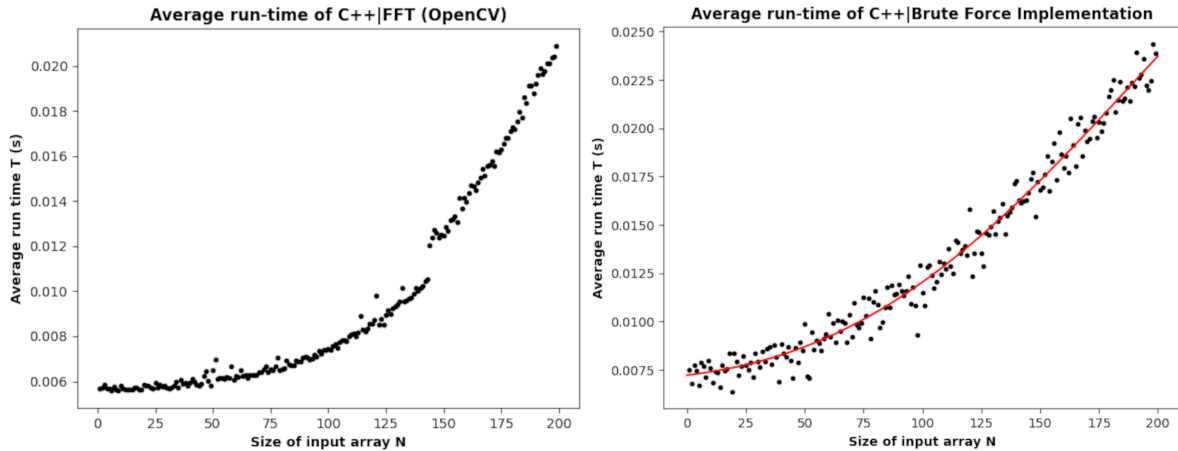 Average run-time of C++|FFT (OpenCV)
Average run time T (s)
0.020
0.018
0.016
0.014
0.012
0.010
0.008
0.006
0 25 50 75 100 125 150 175 200
Size of input array N
Average run-time of C++|Brute Force Implementation
Average run time T (s)
0.0250
0.0225
0.0200
0.0175
0.0150
0.0125
0.0100
0.0075
0 25 50 75 100 125 150 175 200
Size of input array N